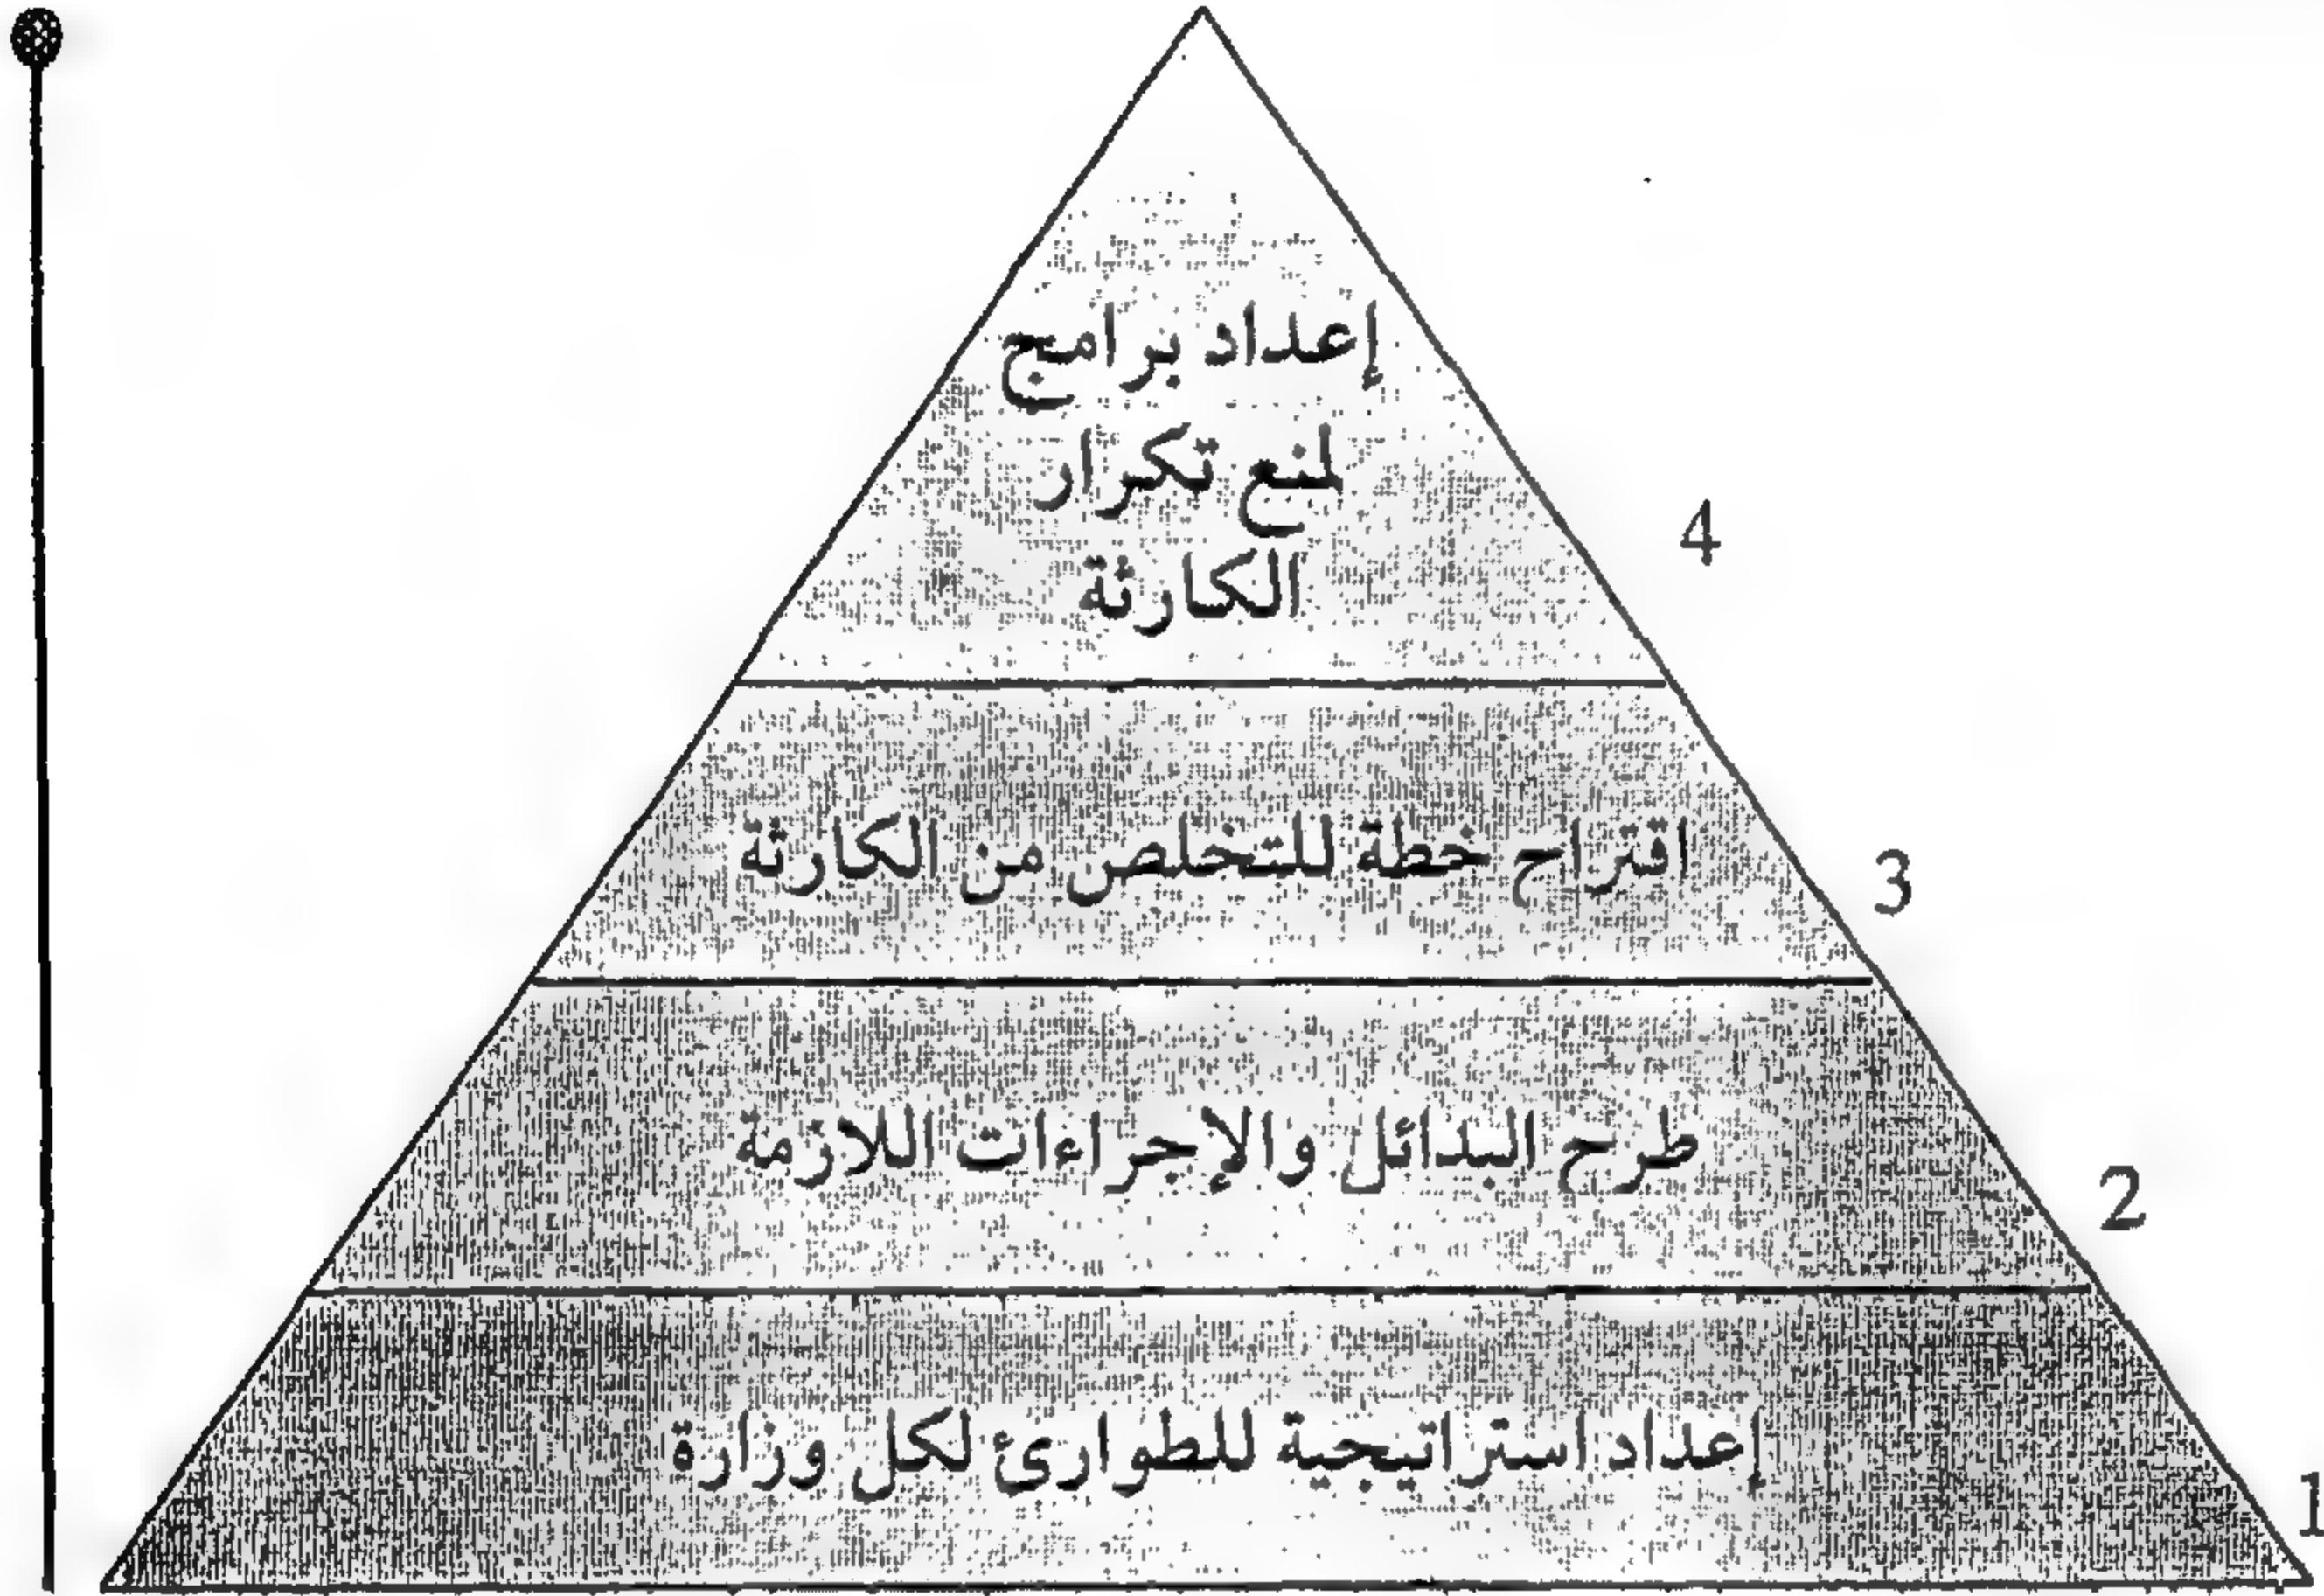 إعداد برامج
لمنع تكرار
الكارثة
4
اقتراح خطة للتخلص من الكارثة
3
طرح البدائل والإجراءات اللازمة
2
إعداد استراتيجية للطوارئ لكل وزارة
1